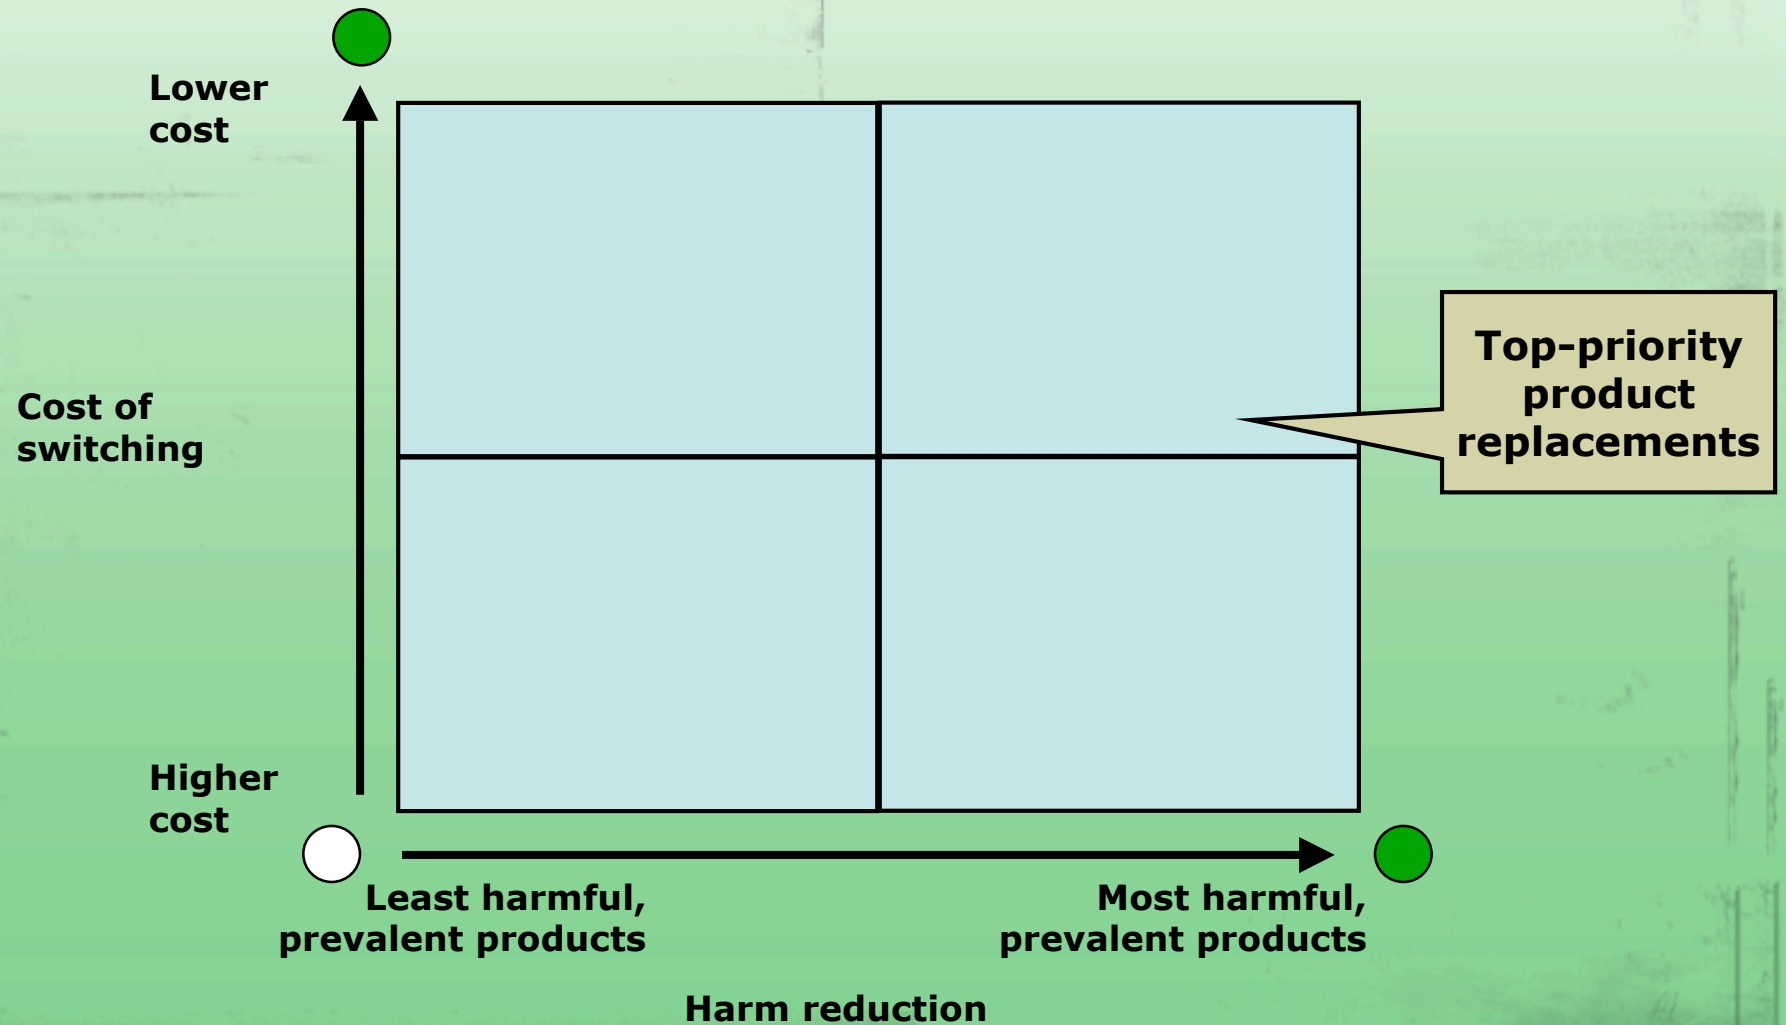 Lower
cost
Cost of
switching
Top-priority
product
replacements
Higher
cost
Least harmful,
prevalent products
Most harmful,
prevalent products
Harm reduction